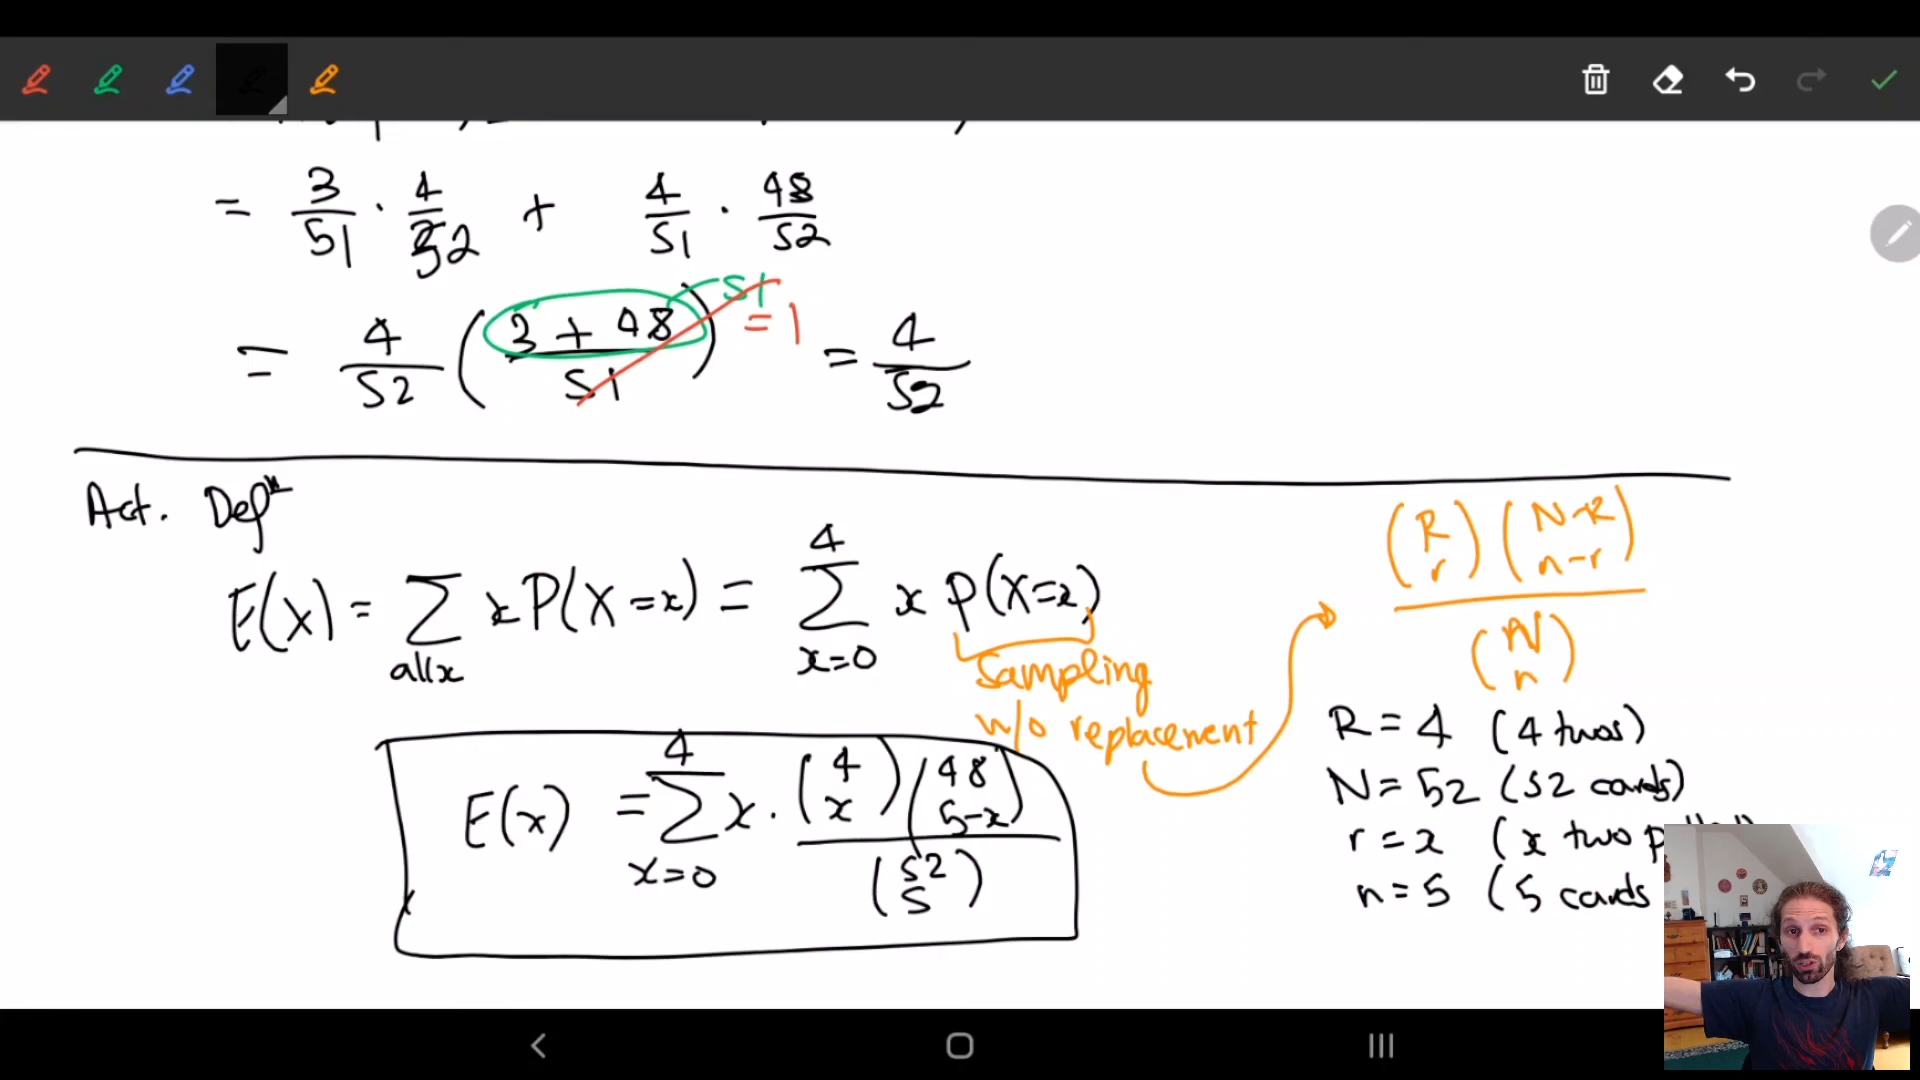 = 3/51 · 4/52 + 4/51 · 48/52
= 4/52 ( (3 + 48)/51 ) 51 = 1 = 4/52
Act. Defⁿ
E(X) = ∑ all x x P(X=x) = ∑ x=0 4 x P(X=x)
Sampling
w/o replacement
(R r)(N-R n-r) / (N n)
R = 4 (4 twos)
N = 52 (52 cards)
r = x (x two
n = 5 (5 cards
E(x) = ∑ x=0 4 x · (4 x)(48 5-x) / (52 5)